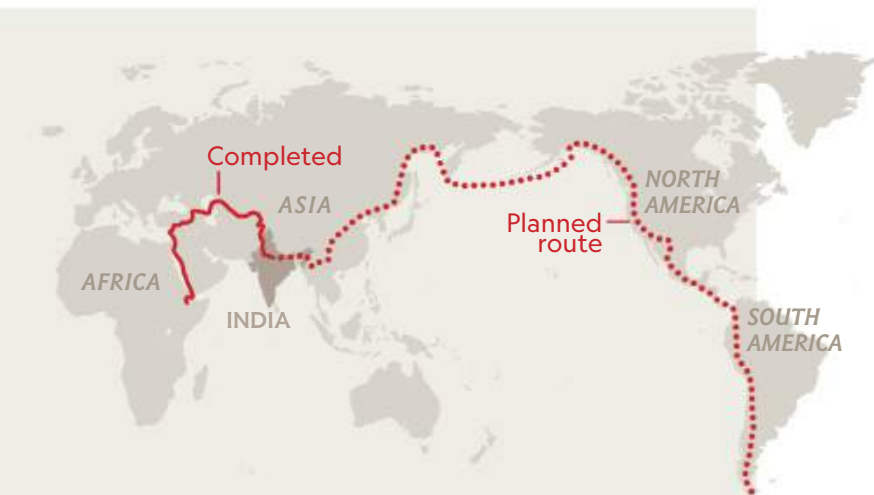 Completed
ASIA
NORTH
AMERICA
Planned
route
AFRICA
INDIA
SOUTH
AMERICA